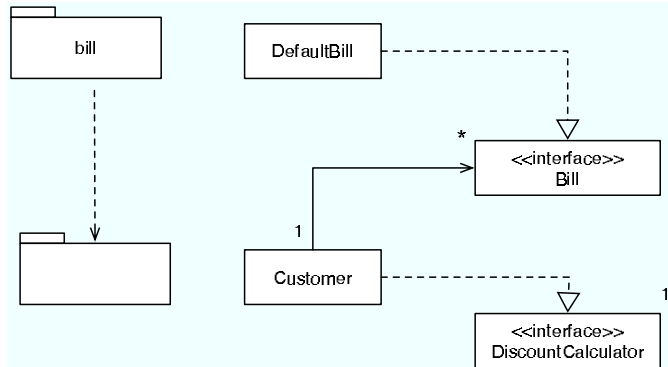 bill
DefaultBill
*
<<interface>>
Bill
1
Customer
1
<<interface>>
DiscountCalculator